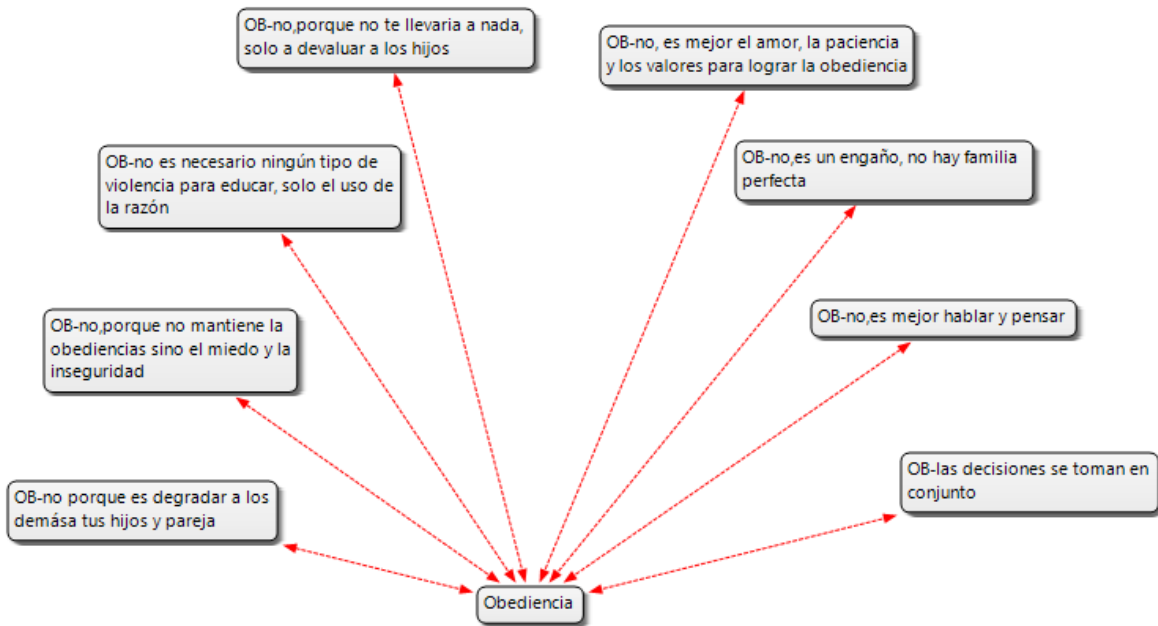 OB-no,porque no te llevaria a nada,
solo a devaluar a los hijos
OB-no, es mejor el amor, la paciencia
y los valores para lograr la obediencia
OB-no es necesario ningún tipo de
violencia para educar, solo el uso de
la razón
OB-no,es un engaño, no hay familia
perfecta
OB-no,porque no mantiene la
obediencias sino el miedo y la
inseguridad
OB-no,es mejor hablar y pensar
OB-no porque es degradar a los
demása tus hijos y pareja
OB-las decisiones se toman en
conjunto
Obediencia